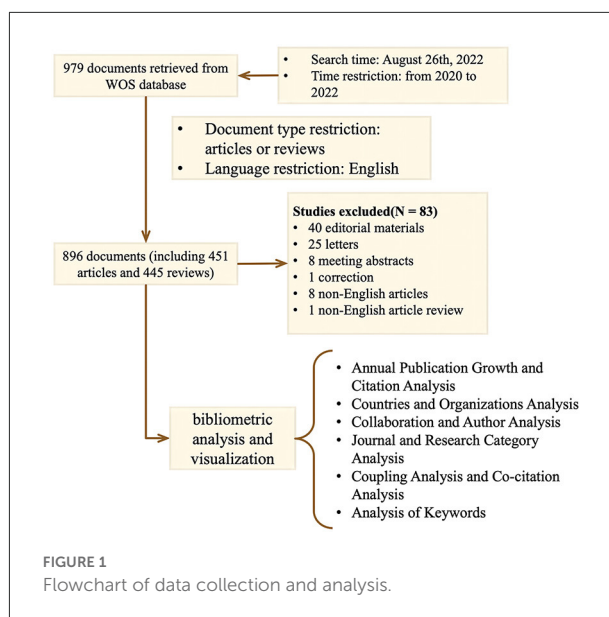 979 documents retrieved from
WOS database
• Search time: August 26th, 2022
• Time restriction: from 2020 to
2022
• Document type restriction:
articles or reviews
• Language restriction: English
Studies excluded(N = 83)
• 40 editorial materials
• 25 letters
• 8 meeting abstracts
• 1 correction
• 8 non-English articles
• 1 non-English article review
896 documents (including 451
articles and 445 reviews)
bibliometric
analysis and
visualization
• Annual Publication Growth and
Citation Analysis
• Countries and Organizations Analysis
• Collaboration and Author Analysis
• Journal and Research Category
Analysis
• Coupling Analysis and Co-citation
Analysis
• Analysis of Keywords
FIGURE 1
Flowchart of data collection and analysis.